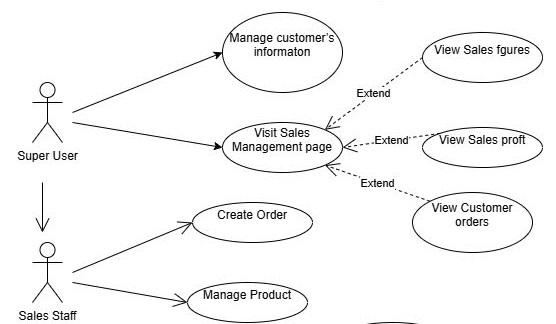 Manage customer's
informaton
View Sales fgures
Extend
Visit Sales
Management page
Extend
View Sales proft
Super User
Extend
View Customer
orders
Create Order
Manage Product
Sales Staff